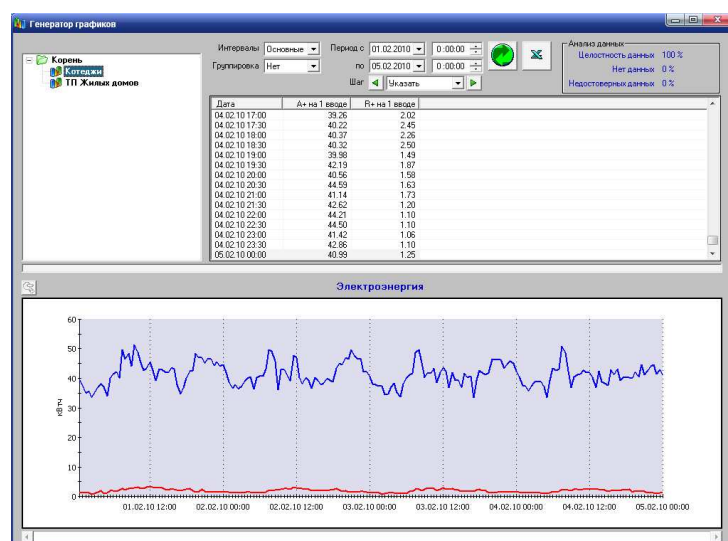 Генератор графиков
Интервалы Основные Период с 01.02.2010 0:00:00
Группировка Нет по 05.02.2010 0:00:00
Шаг Указать
Анализ данных
Целостность данных 100 %
Нет данных 0 %
Недостоверных данных 0 %
Корень
Котеджи
ТП Жилых домов
Дата A+ на 1 вводе R+ на 1 вводе
04.02.10 17:00 39.26 2.02
04.02.10 17:30 40.22 2.45
04.02.10 18:00 40.37 2.26
04.02.10 18:30 40.32 2.50
04.02.10 19:00 39.98 1.49
04.02.10 19:30 42.19 1.87
04.02.10 20:00 40.56 1.58
04.02.10 20:30 44.59 1.63
04.02.10 21:00 41.14 1.73
04.02.10 21:30 42.62 1.20
04.02.10 22:00 44.21 1.10
04.02.10 22:30 44.50 1.10
04.02.10 23:00 41.42 1.06
04.02.10 23:30 42.86 1.10
05.02.10 00:00 40.99 1.25
Электроэнергия
60
50
40
30
20
10
0
кВтч
01.02.10 12:00 02.02.10 00:00 02.02.10 12:00 03.02.10 00:00 03.02.10 12:00 04.02.10 00:00 04.02.10 12:00 05.02.10 00:00